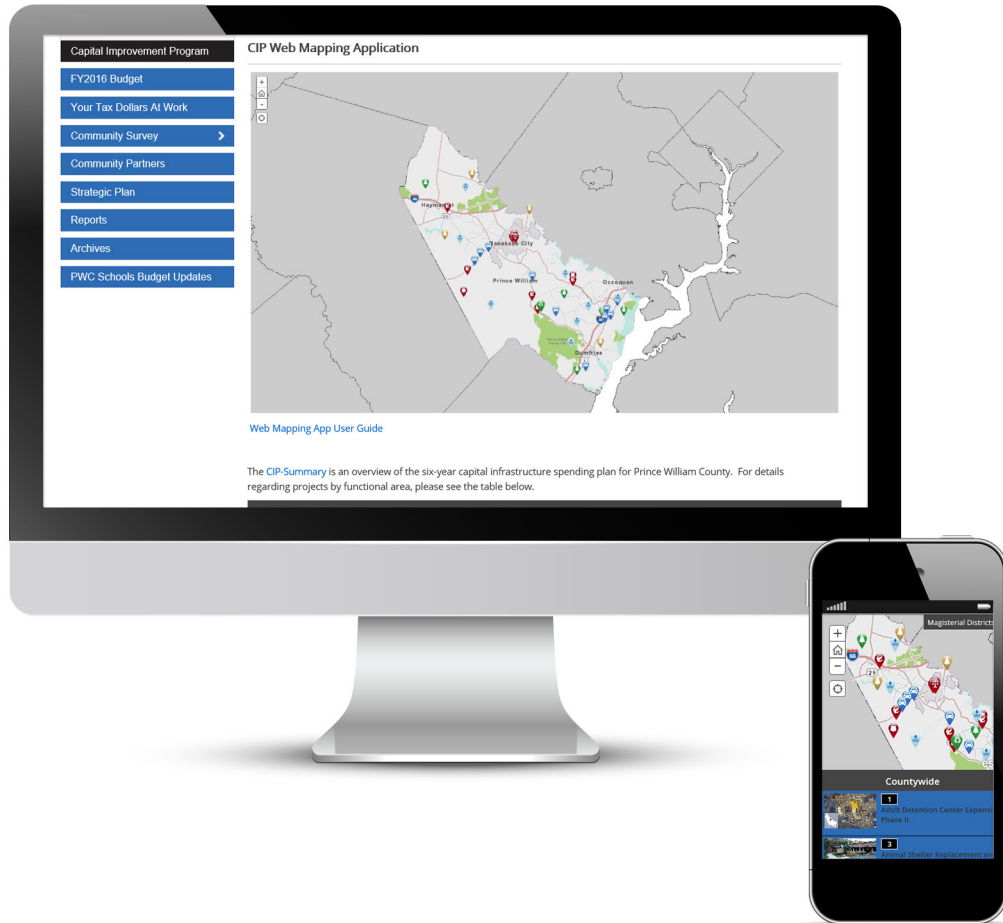 Capital Improvement Program
FY2016 Budget
Your Tax Dollars At Work
Community Survey
Community Partners
Strategic Plan
Reports
Archives
PWC Schools Budget Updates
CIP Web Mapping Application
Haymarket
29
Manassas City
Prince William
Occoquan
Dumfries
Web Mapping App User Guide
The CIP-Summary is an overview of the six-year capital infrastructure spending plan for Prince William County. For details
regarding projects by functional area, please see the table below.
Magisterial Districts
66
29
Countywide
1
Adult Detention Center Expansi
Phase II
3
Animal Shelter Replacement an